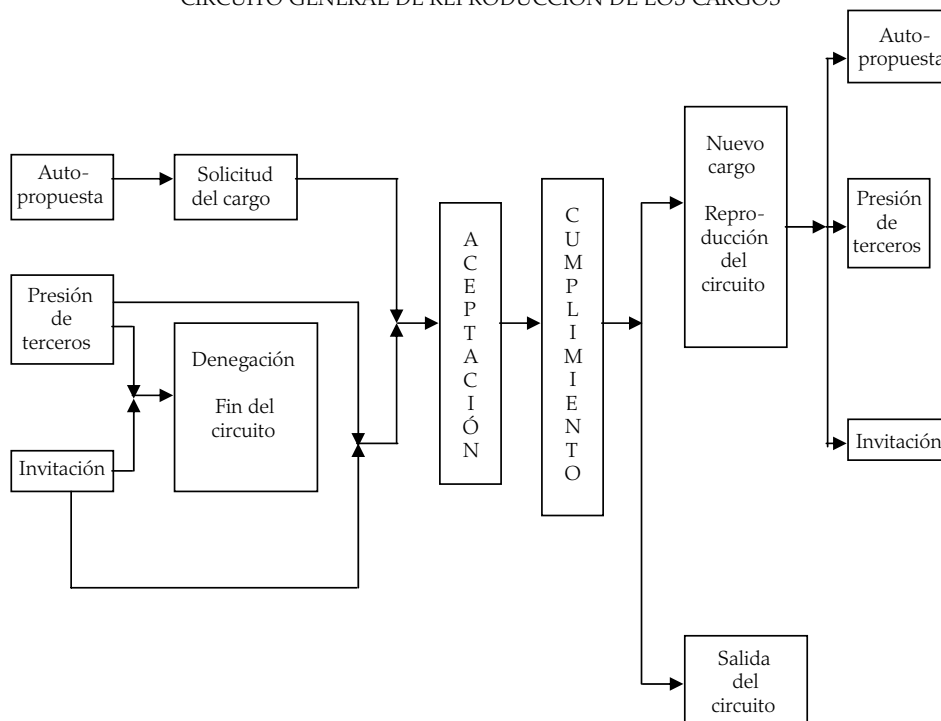 CIRCUITO GENERAL DE REPRODUCCIÓN DE LOS CARGOS
Auto-
propuesta
Solicitud
del cargo
Presión
de
terceros
Denegación
Fin del
circuito
Invitación
A
C
E
P
T
A
C
I
Ó
N
C
U
M
P
L
I
M
I
E
N
T
O
Nuevo
cargo
Repro-
ducción
del
circuito
Salida
del
circuito
Auto-
propuesta
Presión
de
terceros
Invitación